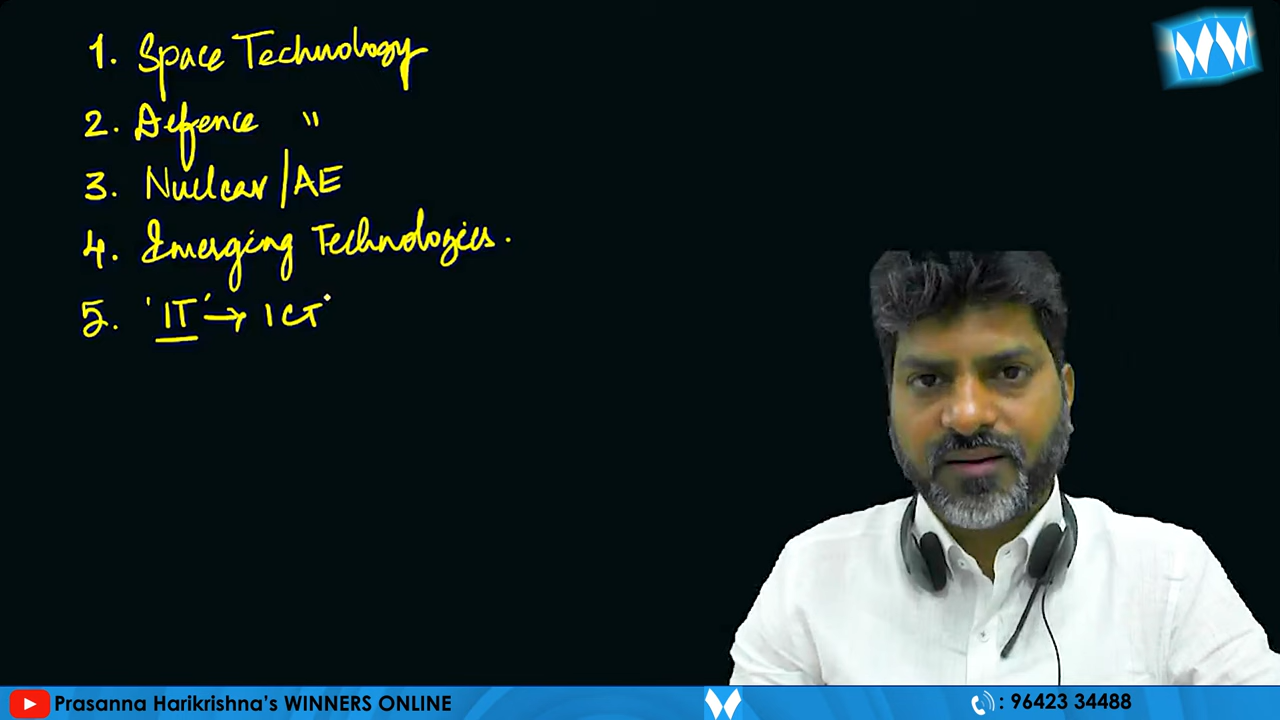 1. Space Technology
2. Defence "
3. Nuclear/AE
4. Emerging Technologies.
5. 'IT' → ICT
Prasanna Harikrishna's WINNERS ONLINE
: 96423 34488